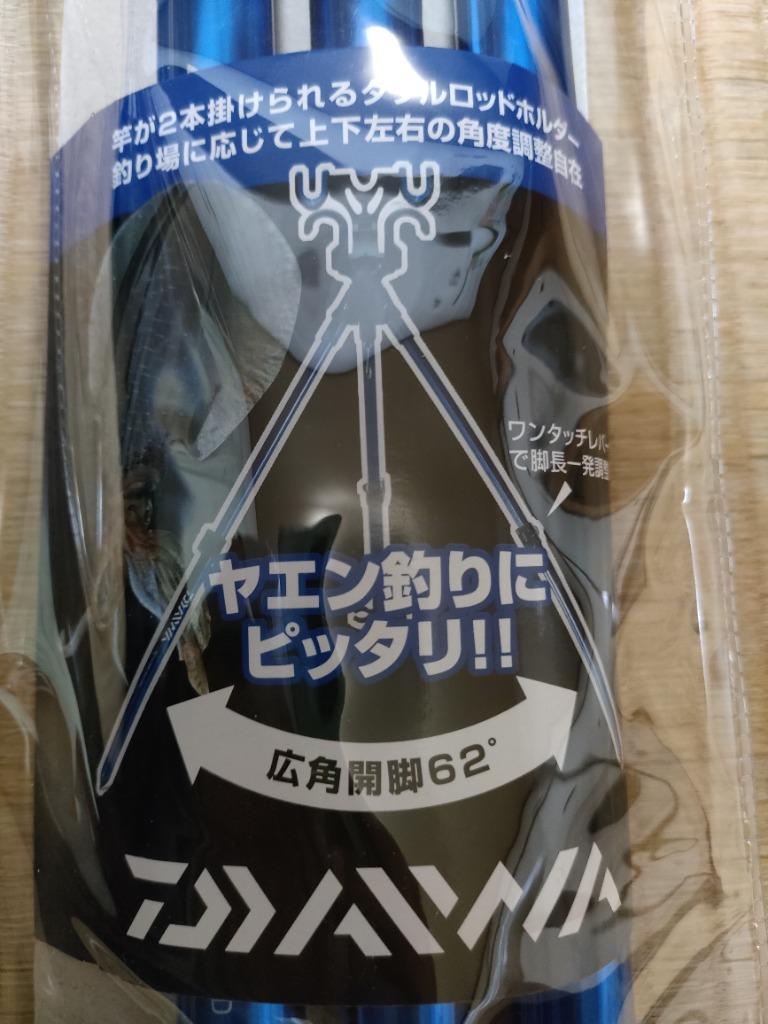 竿が2本掛けられるダブルロッドホルダー
釣り場に応じて上下左右の角度調整自在
ワンタッチレバー
で脚長一発調整
ヤエン釣りに
ピッタリ!!
広角開脚62°
DAIWA